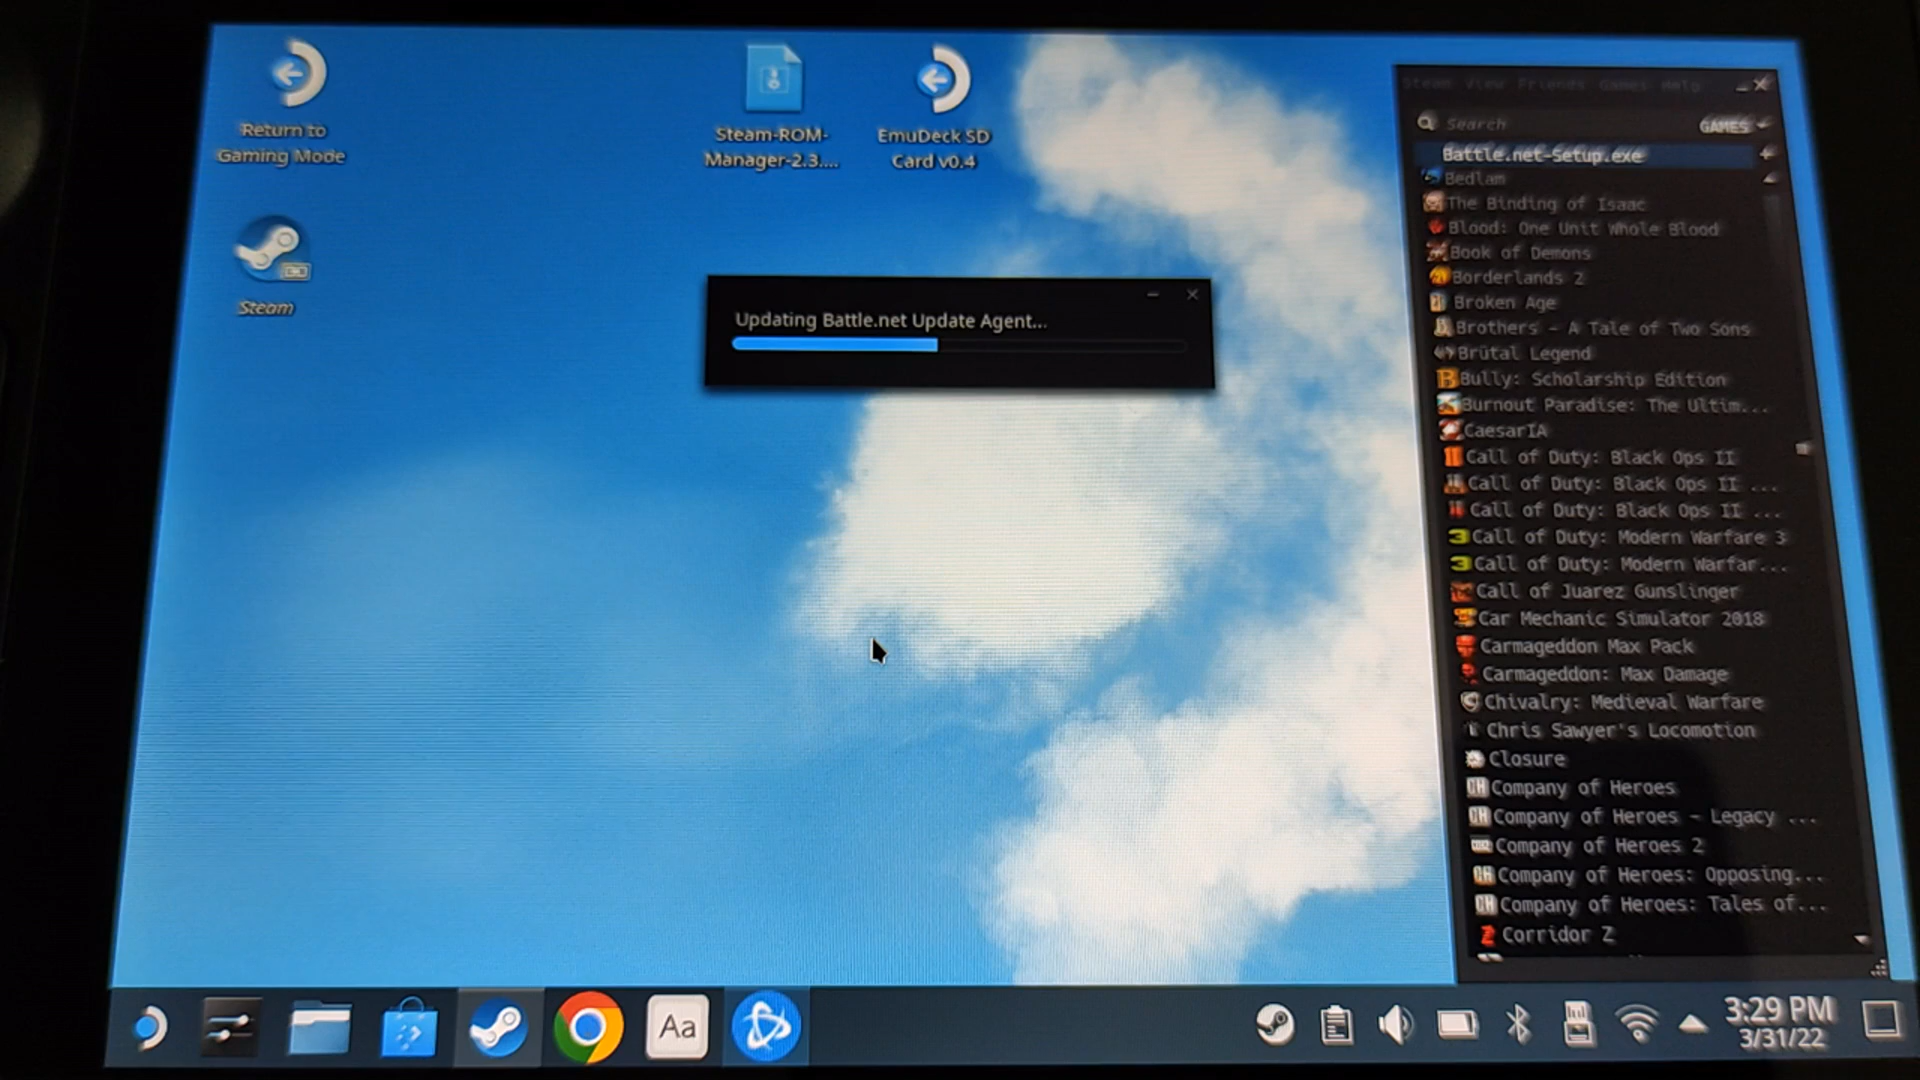 Return to
Gaming Mode
Steam
Steam-ROM-
Manager-2.3....
EmuDeck SD
Card v0.4
Updating Battle.net Update Agent...
Steam View Friends Games Help
Search
GAMES
Battle.net-Setup.exe
Bedlam
The Binding of Isaac
Blood: One Unit Whole Blood
Book of Demons
Borderlands 2
Broken Age
Brothers - A Tale of Two Sons
Brütal Legend
Bully: Scholarship Edition
Burnout Paradise: The Ultim...
CaesarIA
Call of Duty: Black Ops II
Call of Duty: Black Ops II ...
Call of Duty: Black Ops II ...
Call of Duty: Modern Warfare 3
Call of Duty: Modern Warfar...
Call of Juarez Gunslinger
Car Mechanic Simulator 2018
Carmageddon Max Pack
Carmageddon: Max Damage
Chivalry: Medieval Warfare
Chris Sawyer's Locomotion
Closure
Company of Heroes
Company of Heroes - Legacy ...
Company of Heroes 2
Company of Heroes: Opposing...
Company of Heroes: Tales of...
Corridor Z
Aa
3:29 PM
3/31/22